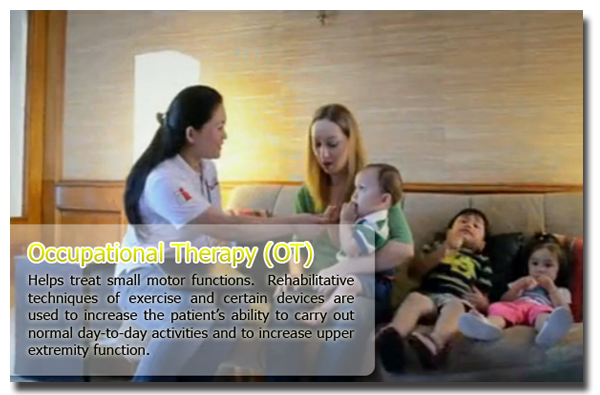 Occupational Therapy (OT)
Helps treat small motor functions. Rehabilitative
techniques of exercise and certain devices are
used to increase the patient's ability to carry out
normal day-to-day activities and to increase upper
extremity function.